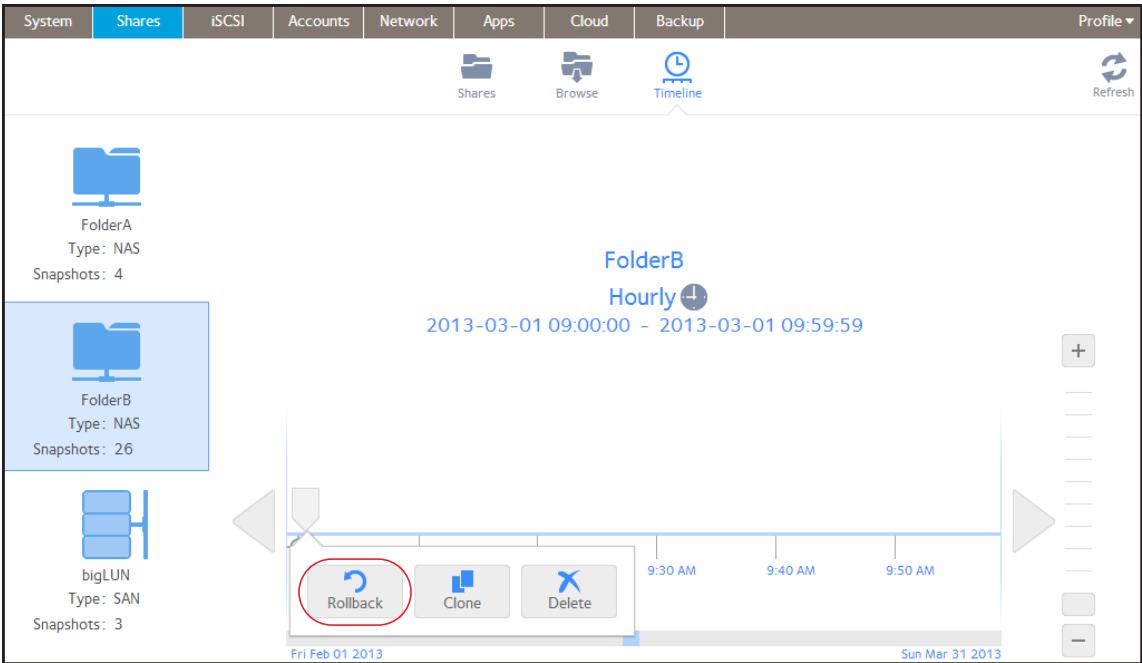 System Shares iSCSI Accounts Network Apps Cloud Backup Profile ▾
Shares Browse Timeline Refresh
FolderA
Type: NAS
Snapshots: 4
FolderB
Type: NAS
Snapshots: 26
bigLUN
Type: SAN
Snapshots: 3
FolderB
Hourly
2013-03-01 09:00:00 - 2013-03-01 09:59:59
+
9:30 AM 9:40 AM 9:50 AM
Rollback Clone Delete
−
Fri Feb 01 2013 Sun Mar 31 2013